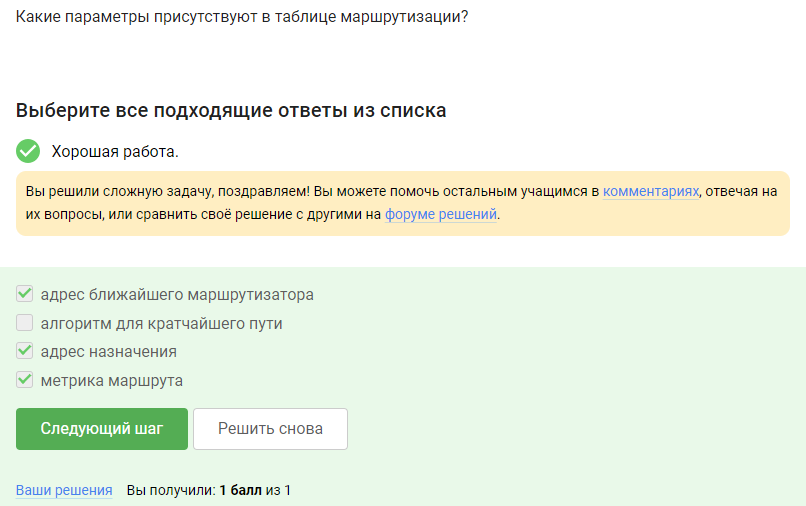 Какие параметры присутствуют в таблице маршрутизации?
Выберите все подходящие ответы из списка
Хорошая работа.
Вы решили сложную задачу, поздравляем! Вы можете помочь остальным учащимся в комментариях, отвечая на
их вопросы, или сравнить своё решение с другими на форуме решений.
адрес ближайшего маршрутизатора
алгоритм для кратчайшего пути
адрес назначения
метрика маршрута
Следующий шаг Решить снова
Ваши решения Вы получили: 1 балл из 1